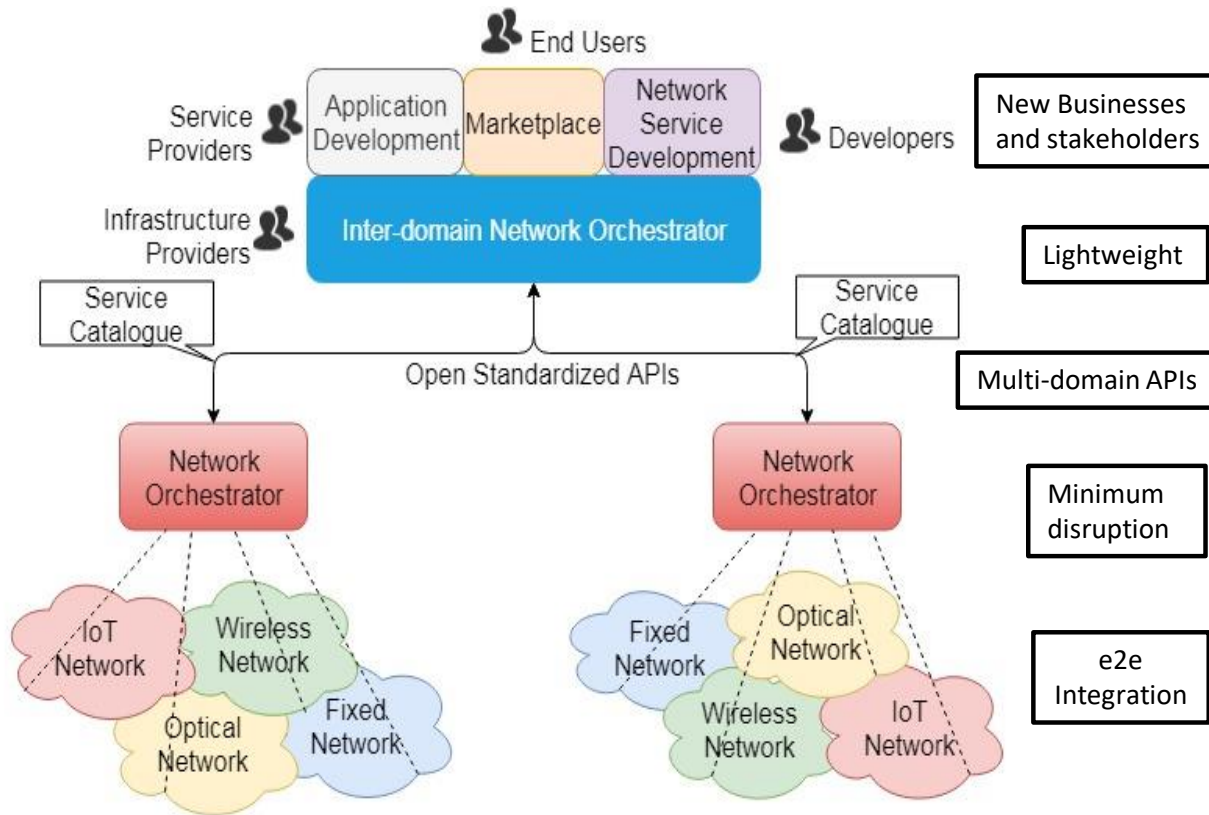 End Users
Service
Providers
Application
Development
Marketplace
Network
Service
Development
Developers
New Businesses
and stakeholders
Infrastructure
Providers
Inter-domain Network Orchestrator
Lightweight
Service
Catalogue
Service
Catalogue
Open Standardized APIs
Multi-domain APIs
Network
Orchestrator
Network
Orchestrator
Minimum
disruption
IoT
Network
Wireless
Network
Optical
Network
Fixed
Network
Fixed
Network
Optical
Network
Wireless
Network
IoT
Network
e2e
Integration